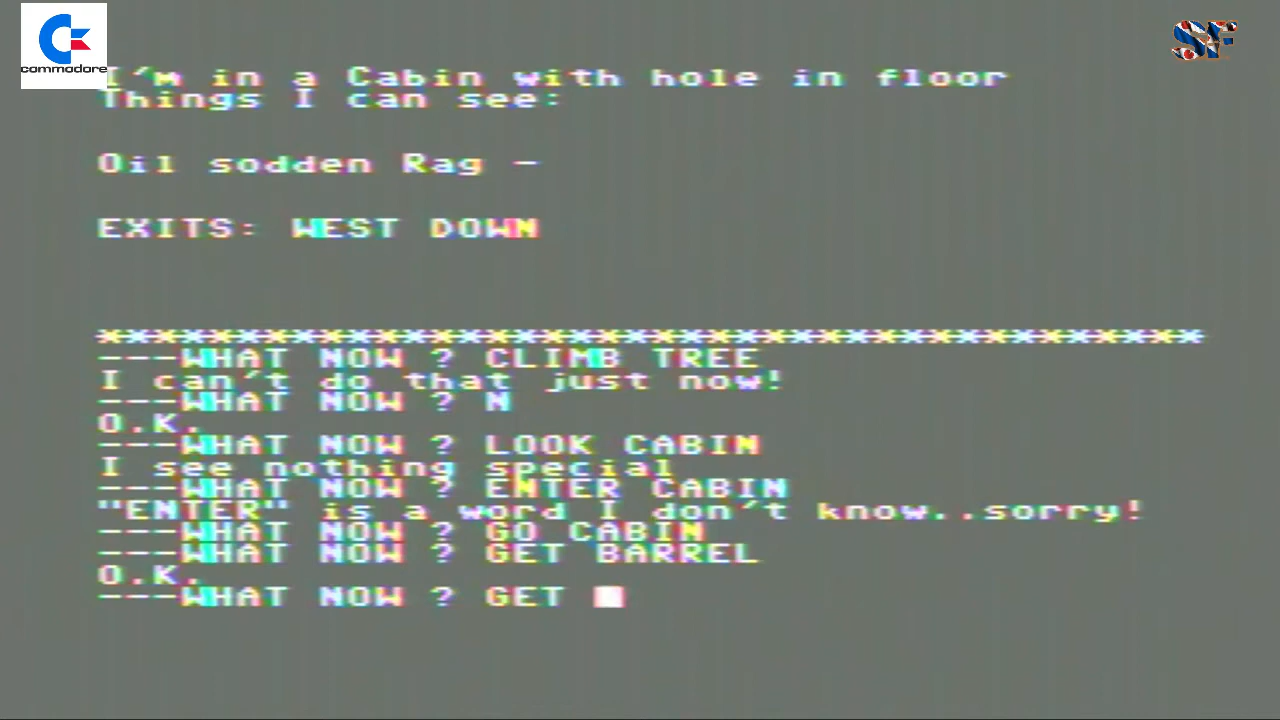 commodore
SF
I'm in a Cabin with hole in floor
Things I can see:
Oil sodden Rag -
EXITS: WEST DOWN
****************************************
---WHAT NOW ? CLIMB TREE
I can't do that just now!
---WHAT NOW ? N
O.K.
---WHAT NOW ? LOOK CABIN
I see nothing special
---WHAT NOW ? ENTER CABIN
"ENTER" is a word I don't know..sorry!
---WHAT NOW ? GO CABIN
---WHAT NOW ? GET BARREL
O.K.
---WHAT NOW ? GET